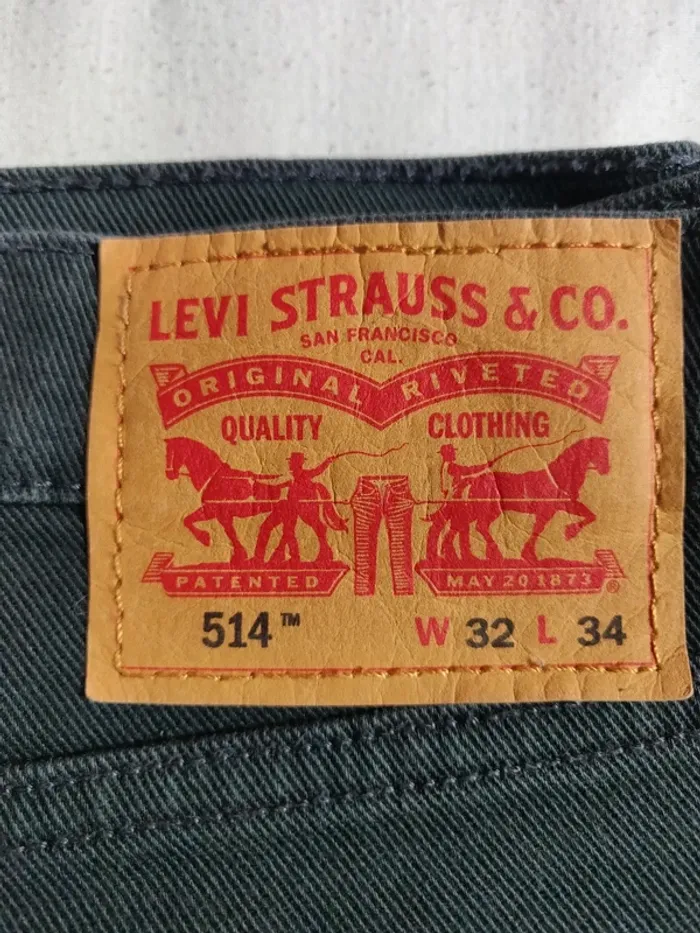 LEVI STRAUSS & CO.
SAN FRANCISCO
CAL.
ORIGINAL RIVETED
QUALITY CLOTHING
PATENTED MAY 20 1873 ®
514™ W 32 L 34